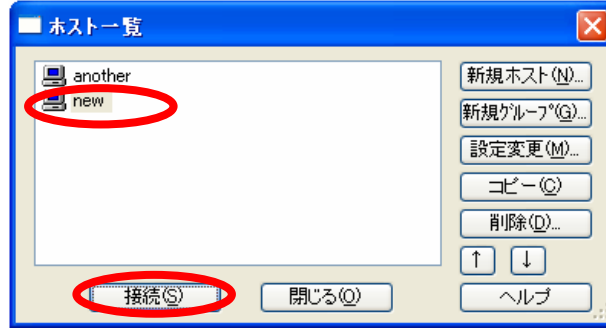 ホスト一覧
another
new
新規ホスト(N)...
新規グループ(G)...
設定変更(M)...
コピー(C)
削除(D)...
↑ ↓
接続(S) 閉じる(O) ヘルプ